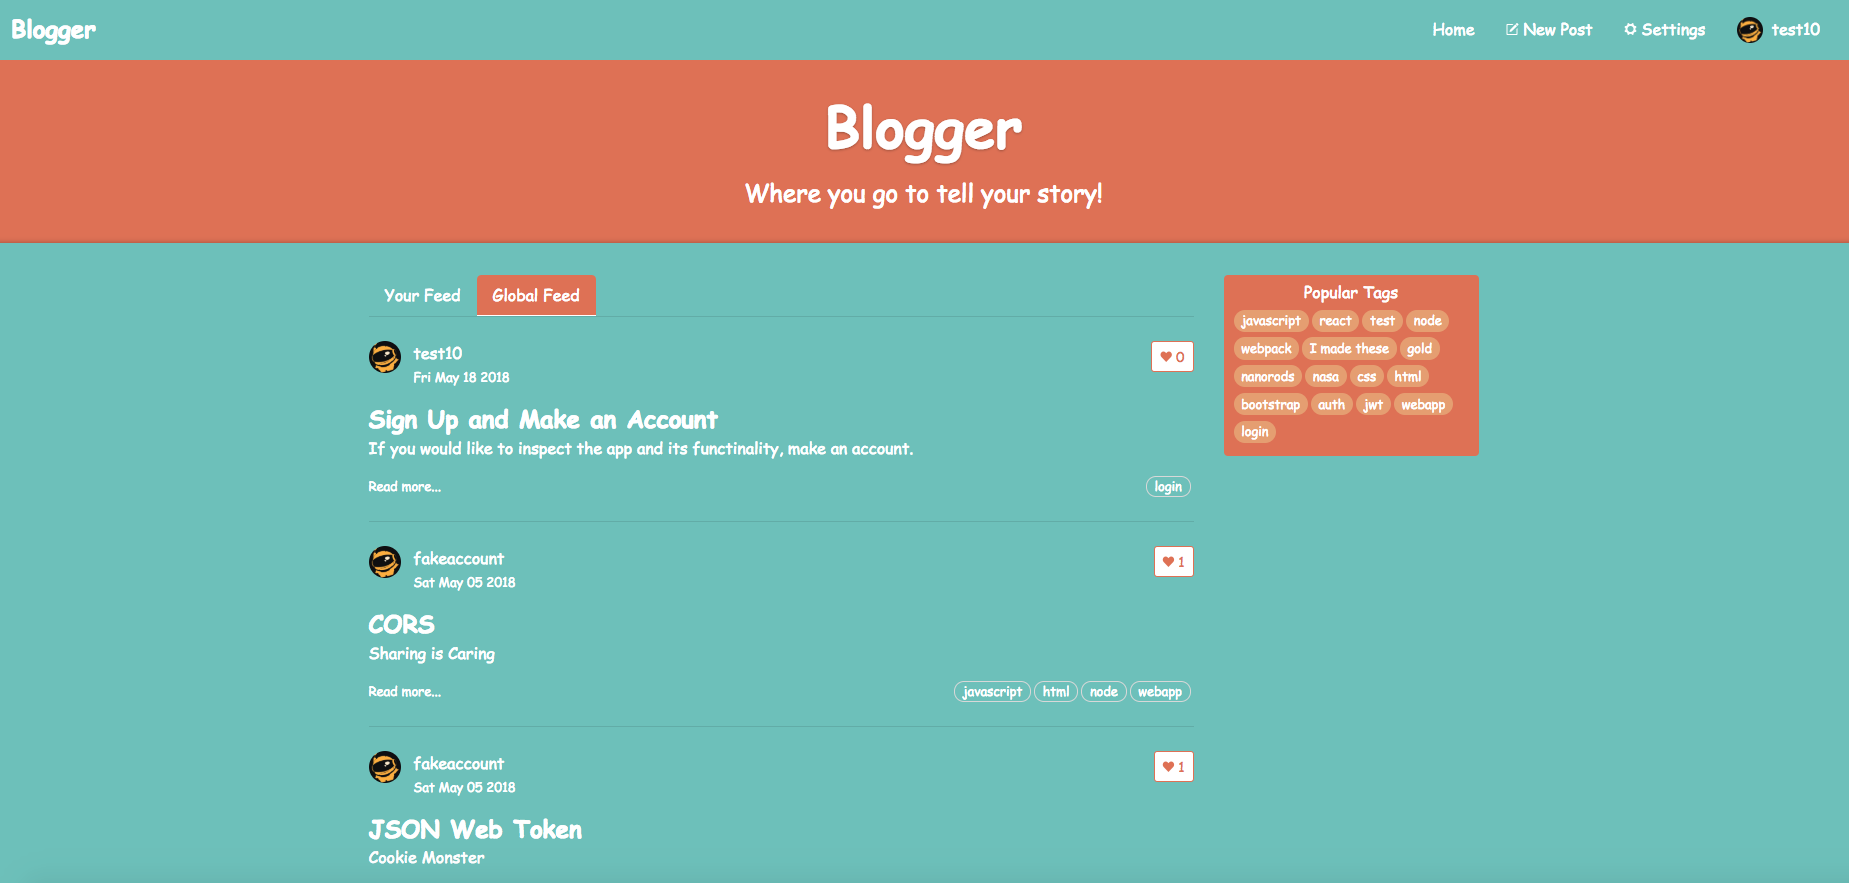 Blogger
Home New Post Settings test10
Blogger
Where you go to tell your story!
Your Feed Global Feed
test10
Fri May 18 2018
0
Sign Up and Make an Account
If you would like to inspect the app and its functinality, make an account.
Read more...
login
fakeaccount
Sat May 05 2018
1
CORS
Sharing is Caring
Read more...
javascript html node webapp
fakeaccount
Sat May 05 2018
1
JSON Web Token
Cookie Monster
Popular Tags
javascript react test node
webpack I made these gold
nanorods nasa css html
bootstrap auth jwt webapp
login